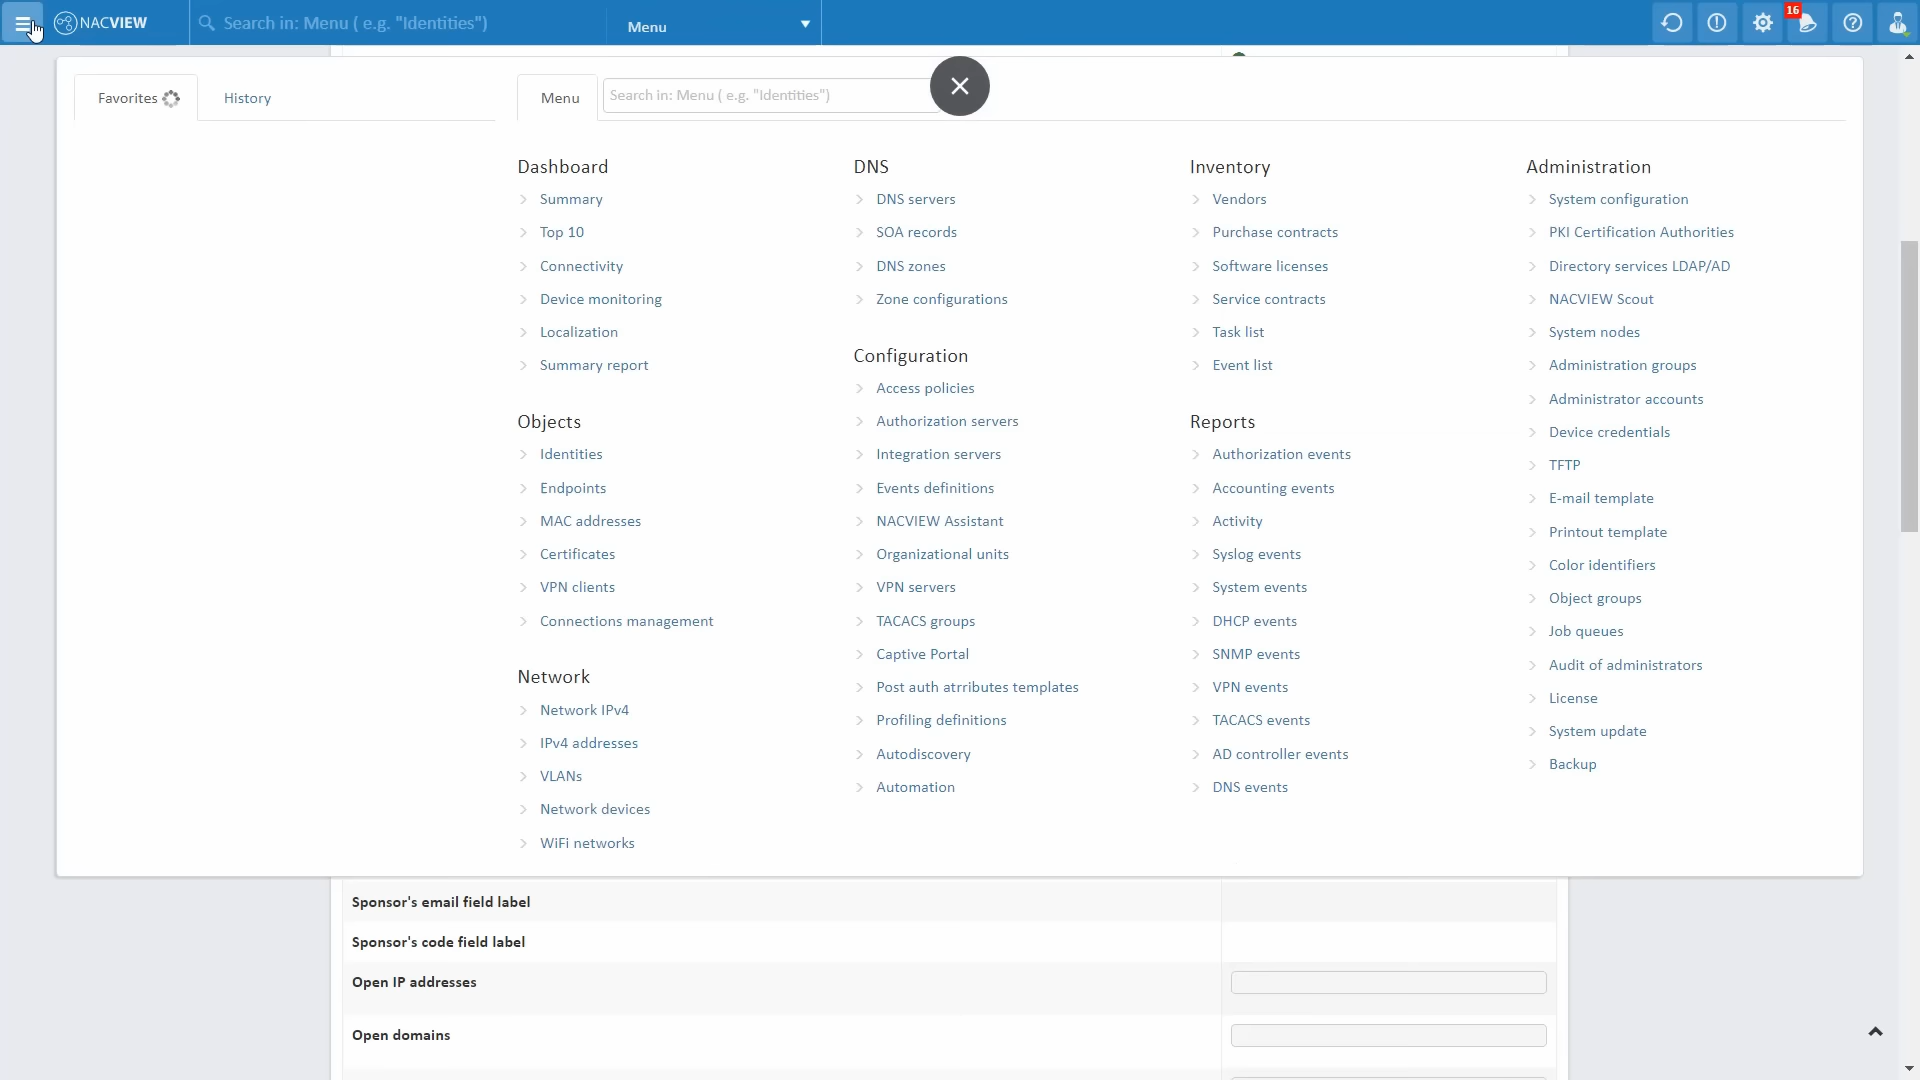 NACVIEW
Search in: Menu ( e.g. "Identities")
Menu
16
Favorites
History
Menu
Search in: Menu ( e.g. "Identities")
Dashboard
Summary
Top 10
Connectivity
Device monitoring
Localization
Summary report
Objects
Identities
Endpoints
MAC addresses
Certificates
VPN clients
Connections management
Network
Network IPv4
IPv4 addresses
VLANs
Network devices
WiFi networks
DNS
DNS servers
SOA records
DNS zones
Zone configurations
Configuration
Access policies
Authorization servers
Integration servers
Events definitions
NACVIEW Assistant
Organizational units
VPN servers
TACACS groups
Captive Portal
Post auth atrributes templates
Profiling definitions
Autodiscovery
Automation
Inventory
Vendors
Purchase contracts
Software licenses
Service contracts
Task list
Event list
Reports
Authorization events
Accounting events
Activity
Syslog events
System events
DHCP events
SNMP events
VPN events
TACACS events
AD controller events
DNS events
Administration
System configuration
PKI Certification Authorities
Directory services LDAP/AD
NACVIEW Scout
System nodes
Administration groups
Administrator accounts
Device credentials
TFTP
E-mail template
Printout template
Color identifiers
Object groups
Job queues
Audit of administrators
License
System update
Backup
Sponsor's email field label
Sponsor's code field label
Open IP addresses
Open domains